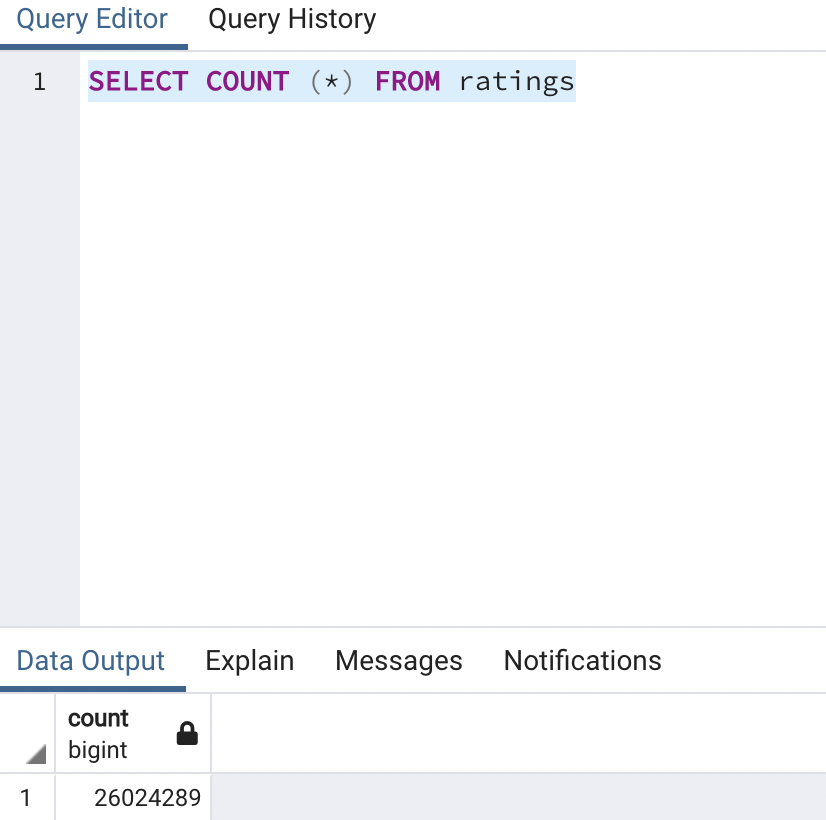 Query Editor Query History
1 SELECT COUNT (*) FROM ratings
Data Output Explain Messages Notifications
count
bigint
1 26024289